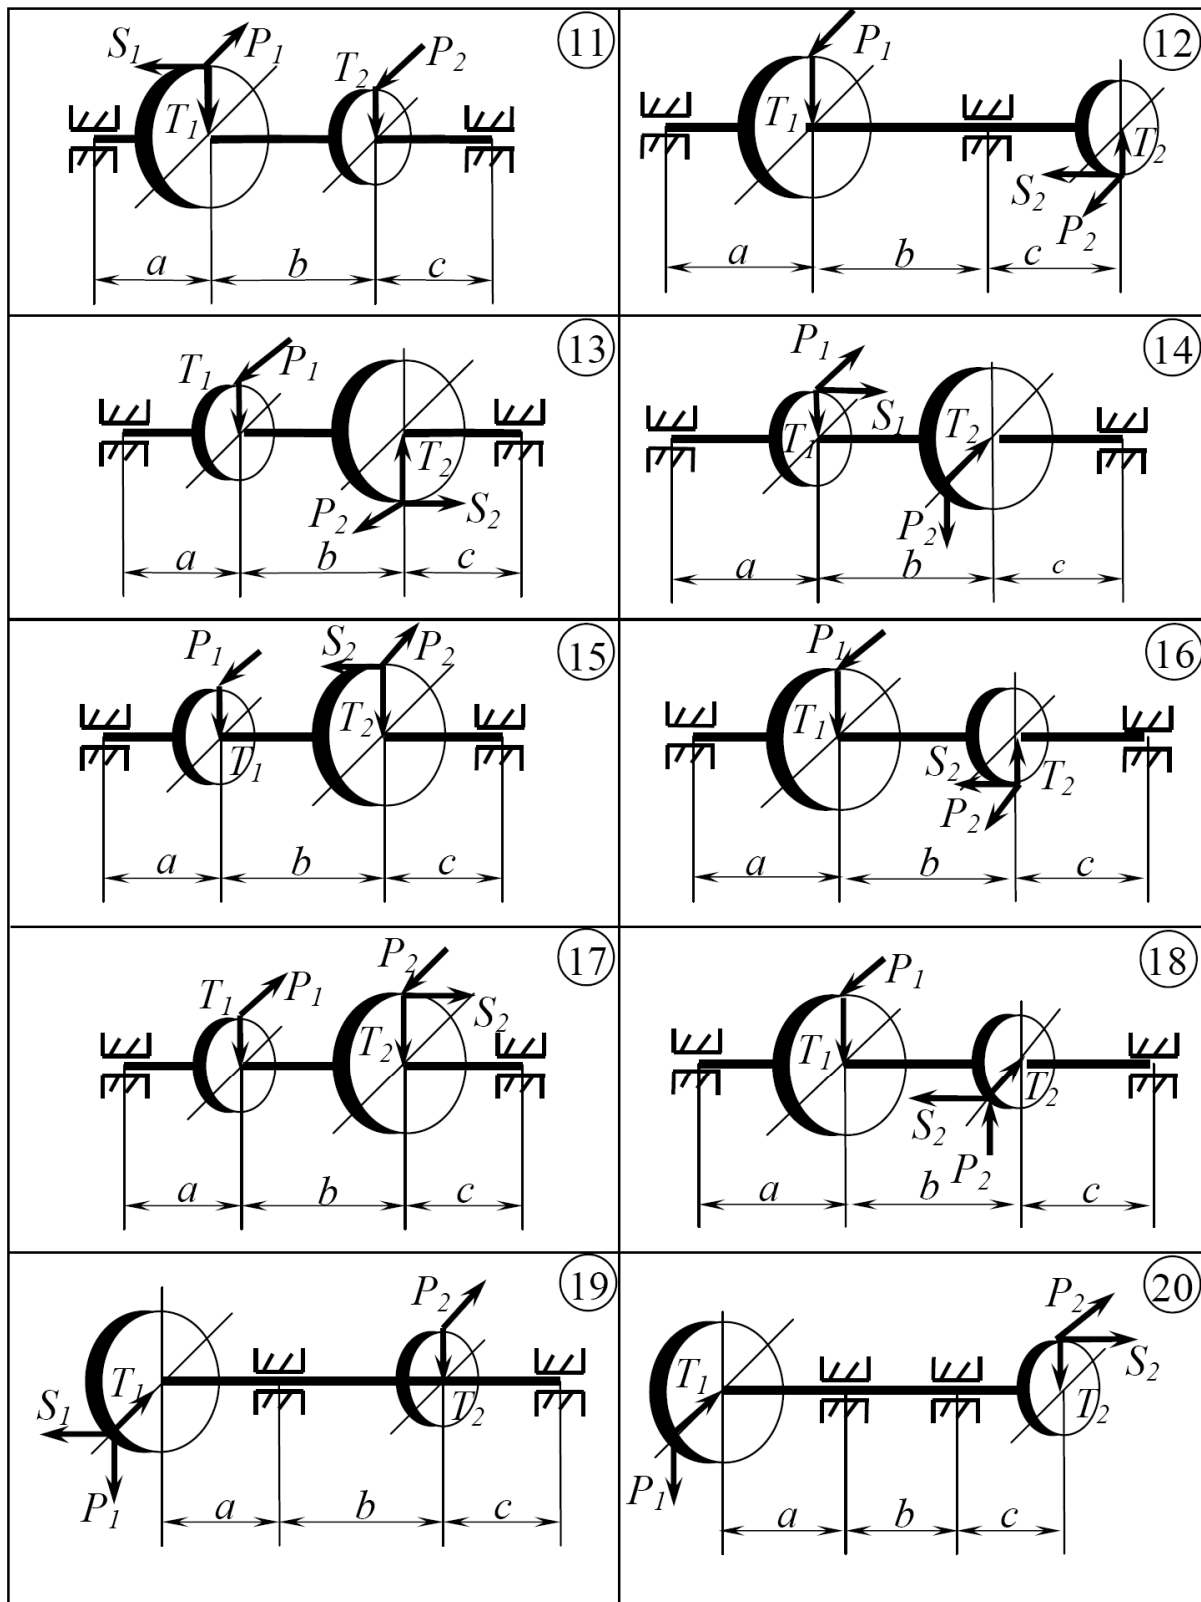 S1 P1 T2 P2 11
T1
a b c
P1 12
T1 T2
S2
P2
a b c
13
T1 P1
T2
P2 S2
a b c
P1 14
S1
T1 T2
P2
a b c
15
P1 S2 P2
T1 T2
a b c
P1 16
T1
S2 T2
P2
a b c
P2 17
T1 P1
S2
T2
a b c
P1 18
T1
T2
S2
P2
a b c
19
P2
T1
S1 T2
P1
a b c
P2 20
S2
T1 T2
P1
a b c